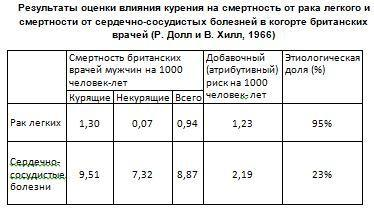 Результаты оценки влияния курения на смертность от рака легкого и
смертности от сердечно-сосудистых болезней в когорте британских
врачей (Р. Долл и В. Хилл, 1966)
Смертность британских
врачей мужчин на 1000
человек-лет
Добавочный
(атрибутивный)
риск на 1000
человек-лет
Этиологическая
доля (%)
Курящие Некурящие Всего
Рак легких 1,30 0,07 0,94 1,23 95%
Сердечно-
сосудистые
болезни
9,51 7,32 8,87 2,19 23%